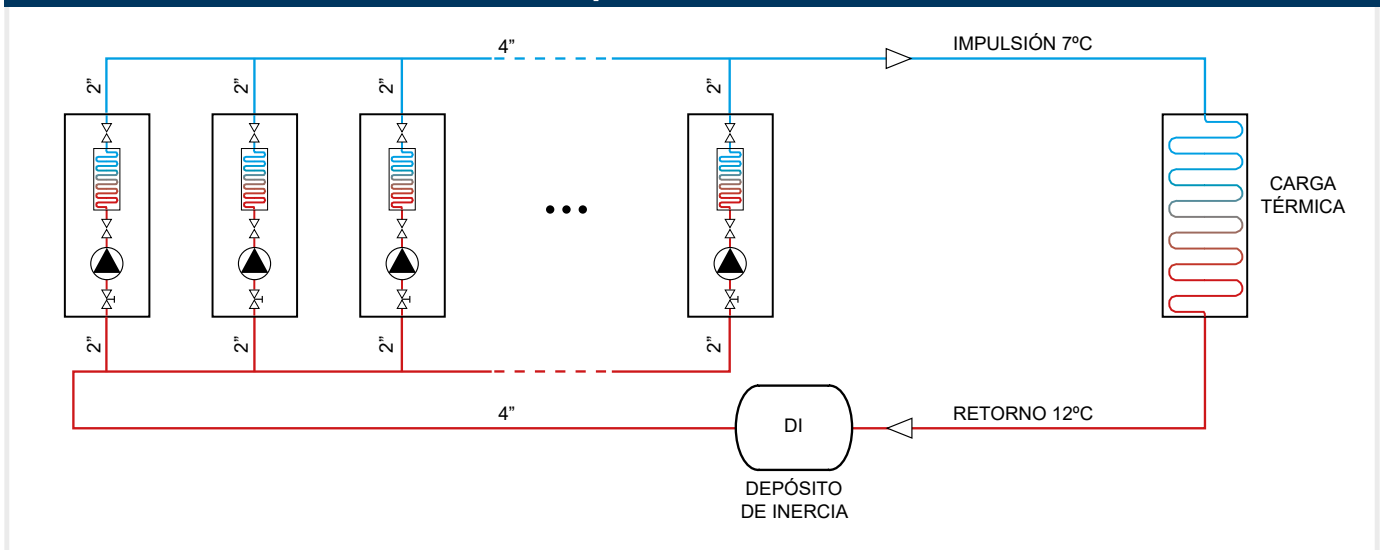 4”
IMPULSIÓN 7ºC
2”
2”
2”
2”
CARGA
TÉRMICA
2”
2”
2”
2”
4”
RETORNO 12ºC
DI
DEPÓSITO
DE INERCIA